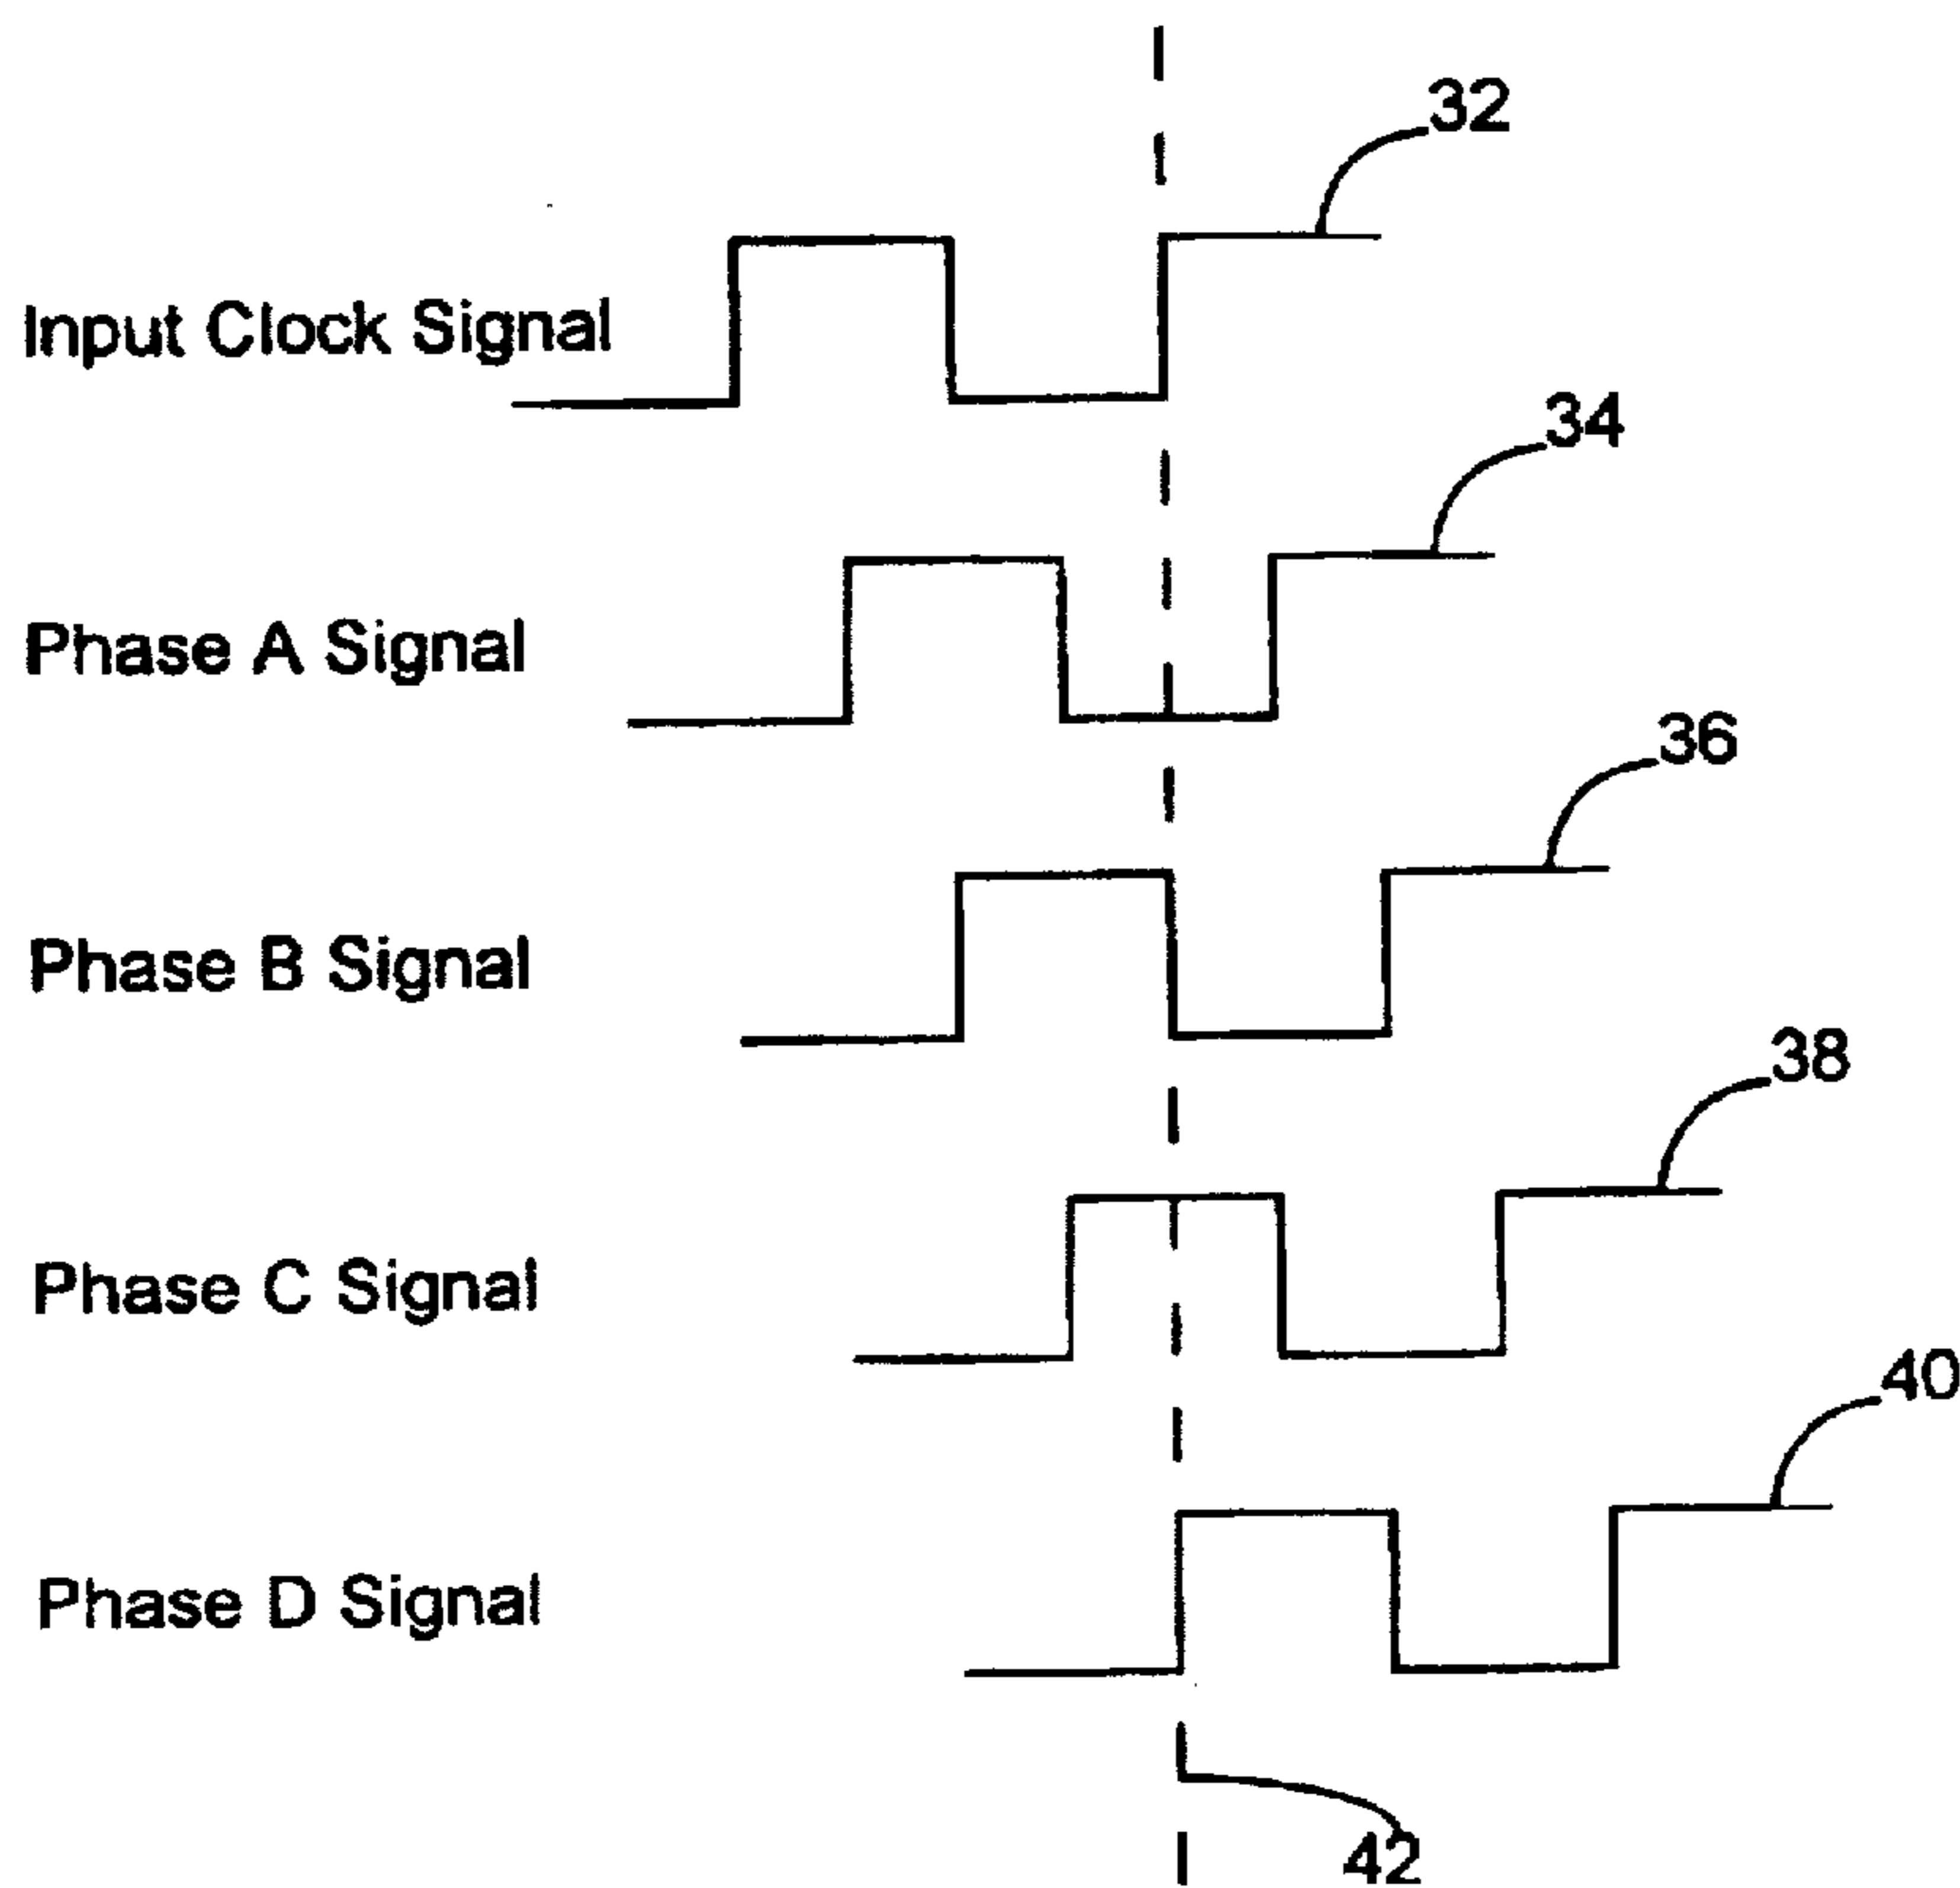 32
Input Clock Signal
34
Phase A Signal
36
Phase B Signal
38
Phase C Signal
40
Phase D Signal
42